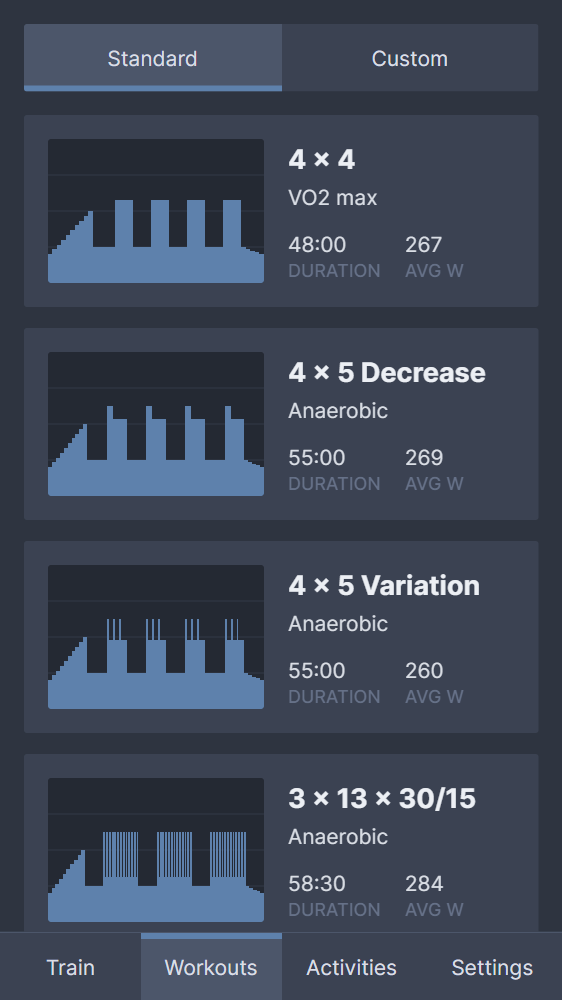 Standard Custom
4 × 4
VO2 max
48:00 267
DURATION AVG W
4 × 5 Decrease
Anaerobic
55:00 269
DURATION AVG W
4 × 5 Variation
Anaerobic
55:00 260
DURATION AVG W
3 × 13 × 30/15
Anaerobic
58:30 284
DURATION AVG W
Train Workouts Activities Settings